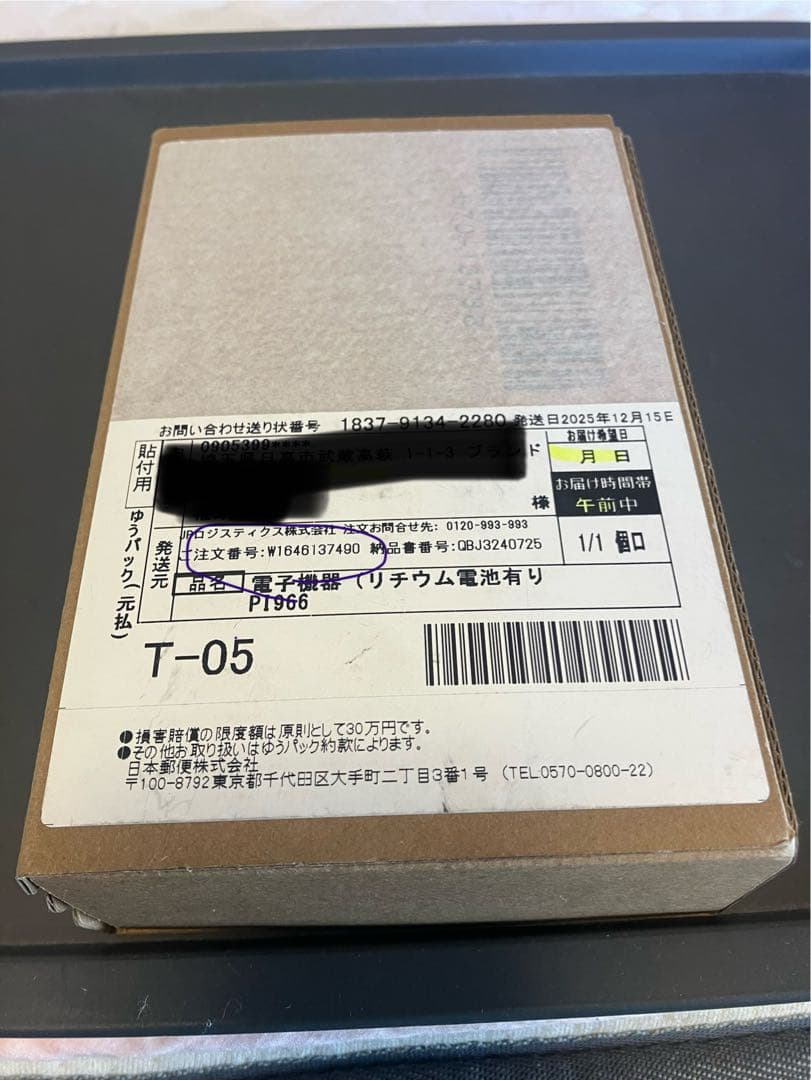 お問い合わせ送り状番号 1837-9134-2280 発送日2025年12月15日
貼付用
ゆうパック(元払)
お届け希望日
月 日
お届け時間帯
午前中
様
発送元
JPロジスティクス株式会社 注文お問合せ先: 0120-993-993
注文番号:W1646137490 納品書番号:QBJ3240725
1/1 個口
品名 電子機器(リチウム電池有り
PI966
T-05
●損害賠償の限度額は原則として30万円です。
●その他お取り扱いはゆうパック約款によります。
日本郵便株式会社
〒100-8792東京都千代田区大手町二丁目3番1号 (TEL:0570-0800-22)